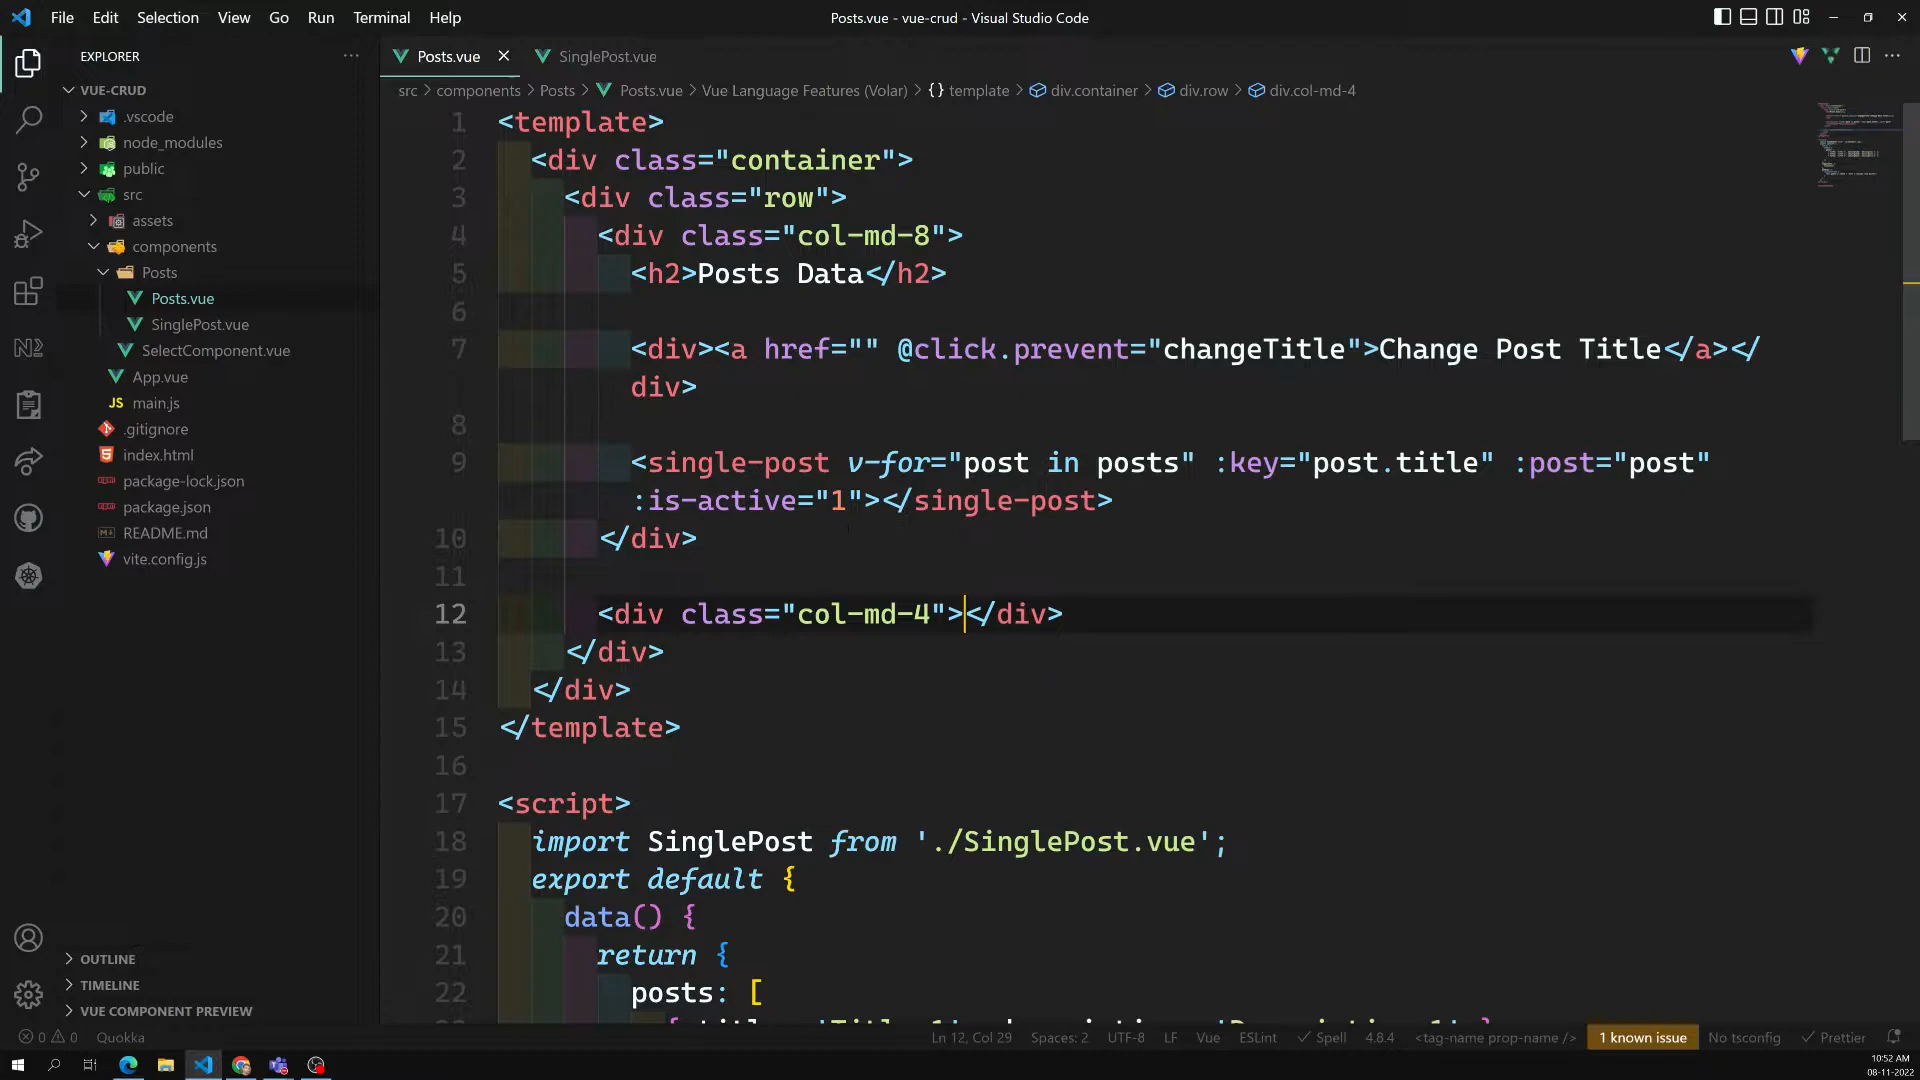 File Edit Selection View Go Run Terminal Help
Posts.vue - vue-crud - Visual Studio Code
EXPLORER
Posts.vue
SinglePost.vue
src > components > Posts > Posts.vue > Vue Language Features (Volar) > {} template > div.container > div.row > div.col-md-4
VUE-CRUD
.vscode
node_modules
public
src
assets
components
Posts
Posts.vue
SinglePost.vue
SelectComponent.vue
App.vue
JS main.js
.gitignore
index.html
package-lock.json
package.json
README.md
vite.config.js
OUTLINE
TIMELINE
VUE COMPONENT PREVIEW
1 <template>
2 <div class="container">
3 <div class="row">
4 <div class="col-md-8">
5 <h2>Posts Data</h2>
6
7 <div><a href="" @click.prevent="changeTitle">Change Post Title</a></
div>
8
9 <single-post v-for="post in posts" :key="post.title" :post="post"
:is-active="1"></single-post>
10 </div>
11
12 <div class="col-md-4"></div>
13 </div>
14 </div>
15 </template>
16
17 <script>
18 import SinglePost from './SinglePost.vue';
19 export default {
20 data() {
21 return {
22 posts: [
0 0 Quokka
Ln 12, Col 29 Spaces: 2 UTF-8 LF Vue ESLint Spell 4.8.4 <tag-name prop-name /> 1 known issue No tsconfig Prettier
10:52 AM
08-11-2022